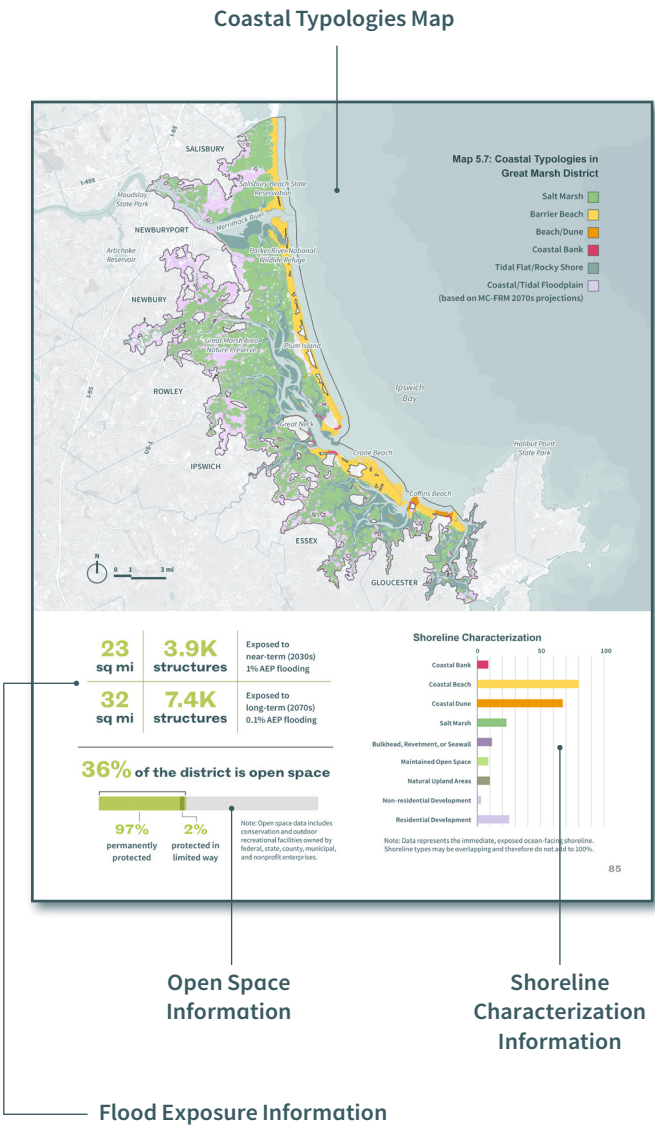 Coastal Typologies Map
Map 5.7: Coastal Typologies in
Great Marsh District
Salt Marsh
Barrier Beach
Beach/Dune
Coastal Bank
Tidal Flat/Rocky Shore
Coastal/Tidal Floodplain
(based on MC-FRM 2070s projections)
I-95
SALISBURY
I-495
Maudslay
State Park
Salisbury Beach State
Reservation
Merrimack River
NEWBURYPORT
Artichoke
Reservoir
Parker River National
Wildlife Refuge
NEWBURY
Great Marsh Area
Nature Preserve
Plum Island
I-95
ROWLEY
Ipswich
Bay
US-1
Great Neck
Halibut Point
State Park
Crane Beach
IPSWICH
Coffins Beach
ESSEX
GLOUCESTER
N
0 1 3 mi
23
sq mi
3.9K
structures
Exposed to
near-term (2030s)
1% AEP flooding
32
sq mi
7.4K
structures
Exposed to
long-term (2070s)
0.1% AEP flooding
36% of the district is open space
97%
permanently
protected
2%
protected in
limited way
Note: Open space data includes
conservation and outdoor
recreational facilities owned by
federal, state, county, municipal,
and nonprofit enterprises.
Shoreline Characterization
0 50 100
Coastal Bank
Coastal Beach
Coastal Dune
Salt Marsh
Bulkhead, Revetment, or Seawall
Maintained Open Space
Natural Upland Areas
Non-residential Development
Residential Development
Note: Data represents the immediate, exposed ocean-facing shoreline.
Shoreline types may be overlapping and therefore do not add to 100%.
85
Open Space
Information
Shoreline
Characterization
Information
Flood Exposure Information